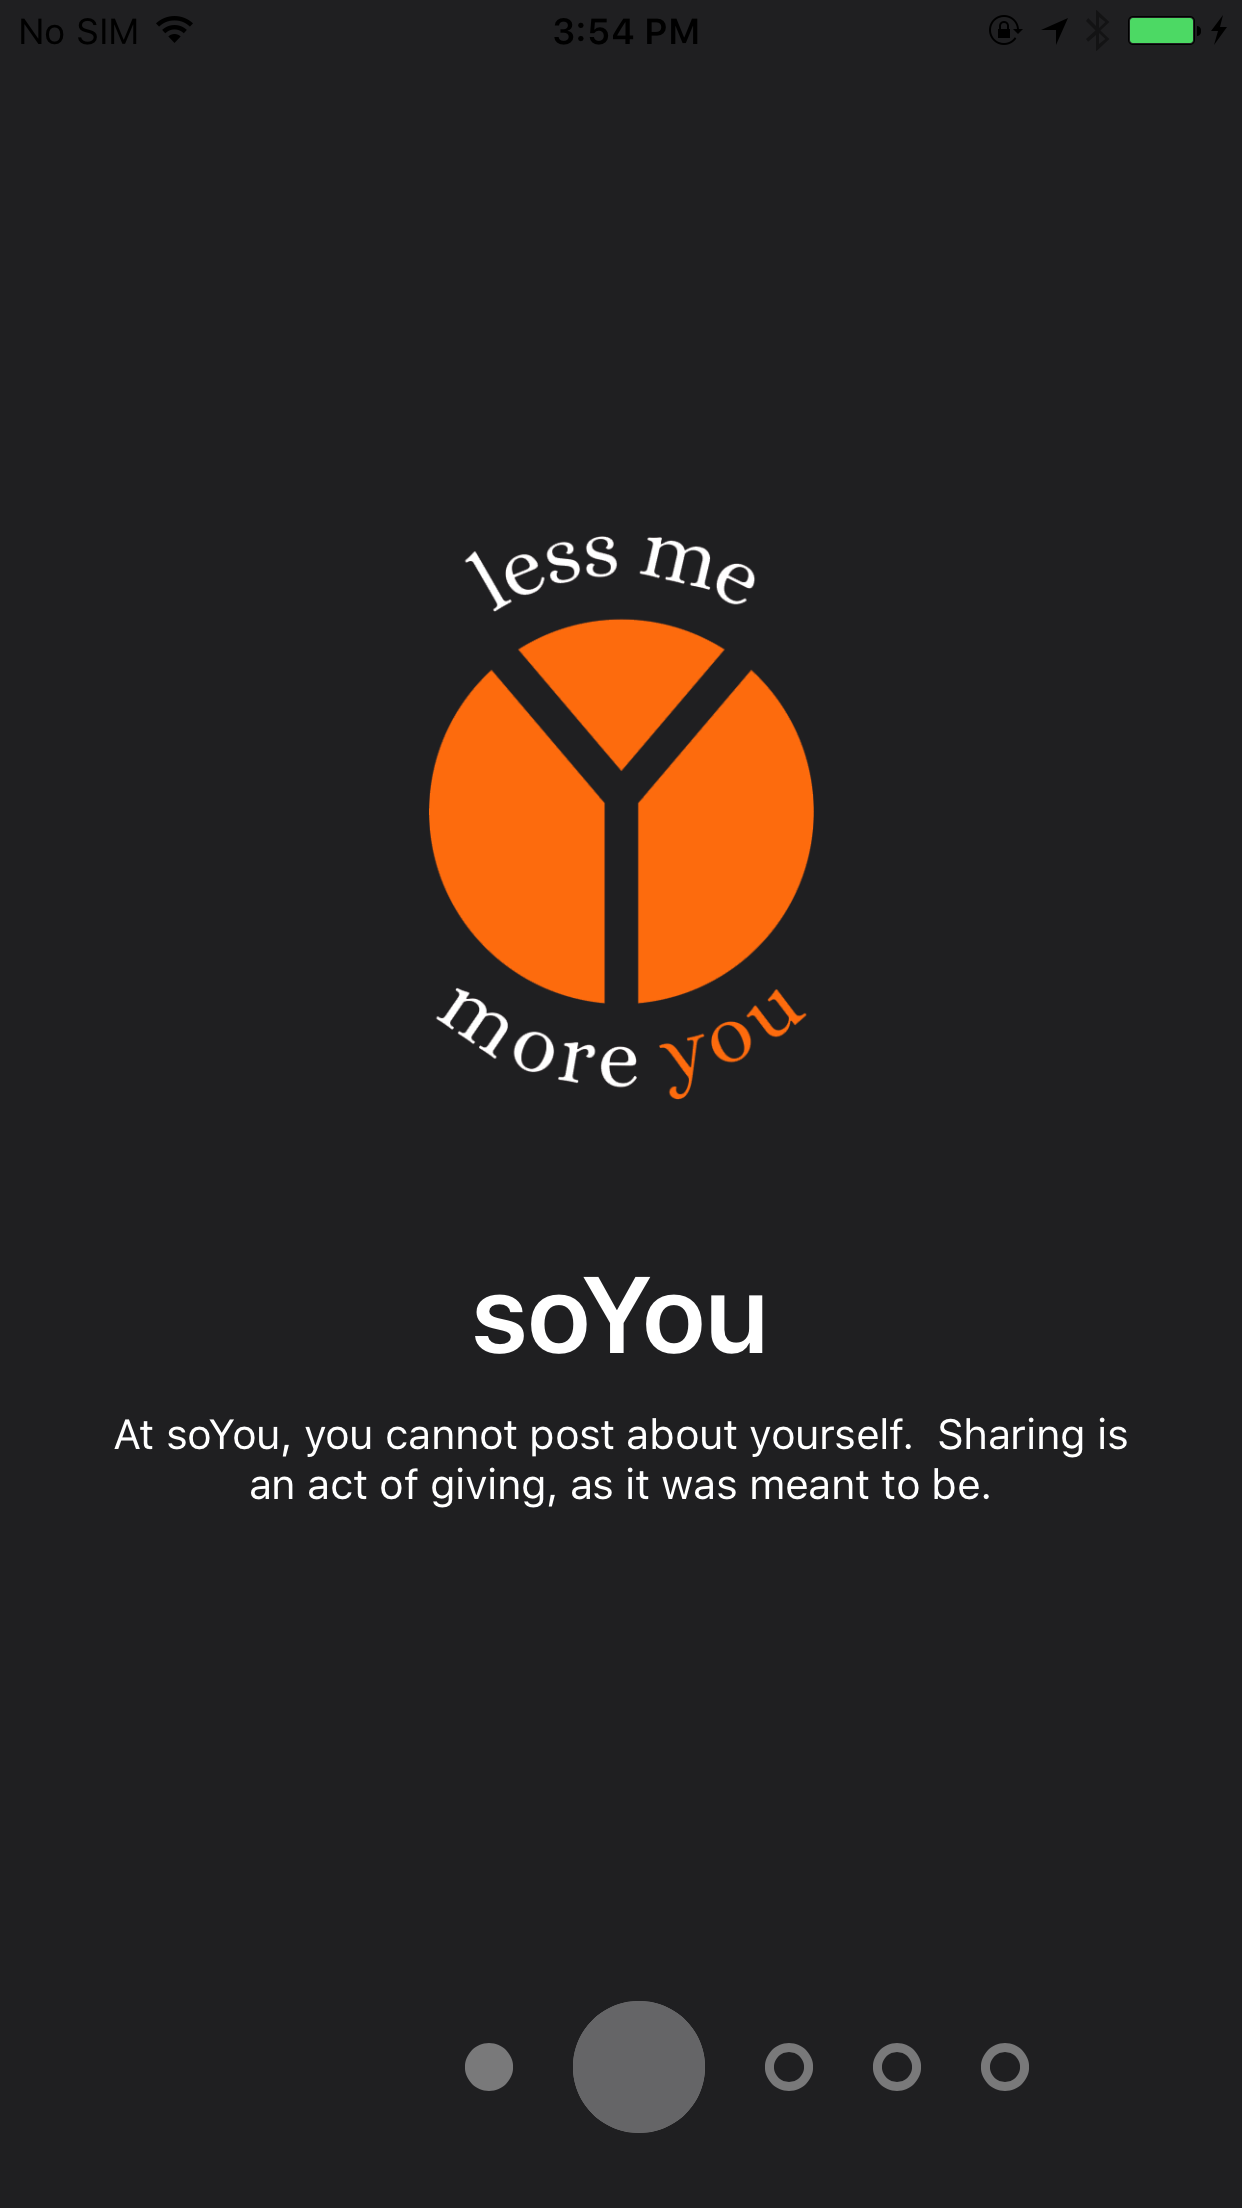 No SIM 3:54 PM
less me
more you
soYou
At soYou, you cannot post about yourself.  Sharing is
an act of giving, as it was meant to be.